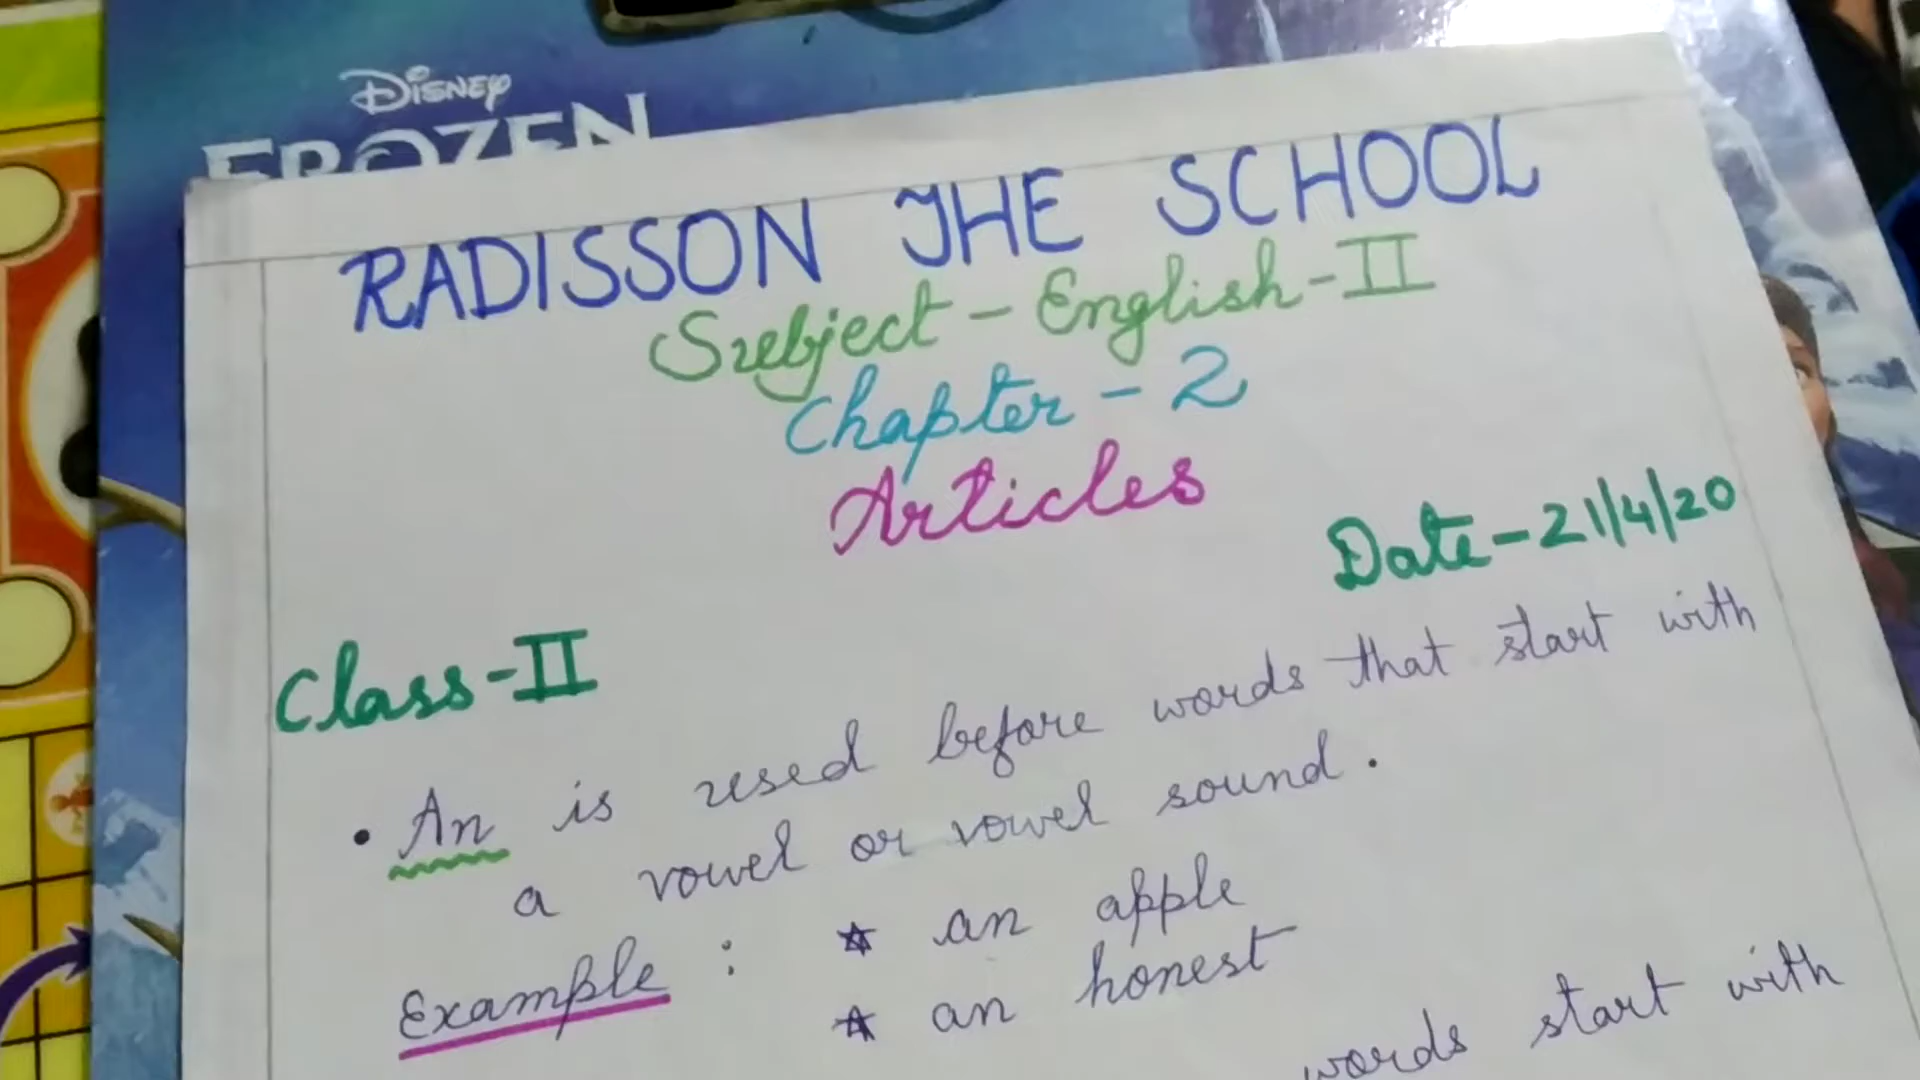 DISNEY
FROZEN
RADISSON THE SCHOOL
Subject - English-II
Chapter - 2
Articles
Date - 21/4/20
Class-II
• An is used before words that start with
a vowel or vowel sound.
Example : ☆ an apple
☆ an honest
words start with